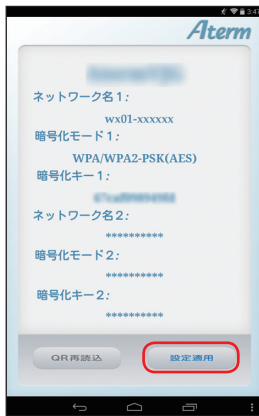 3:47
Aterm
ネットワーク名1:
wx01-xxxxxx
暗号化モード1:
WPA/WPA2-PSK(AES)
暗号化キー1:
ネットワーク名2:
**********
暗号化モード2:
**********
暗号化キー2:
**********
QR再読込
設定適用